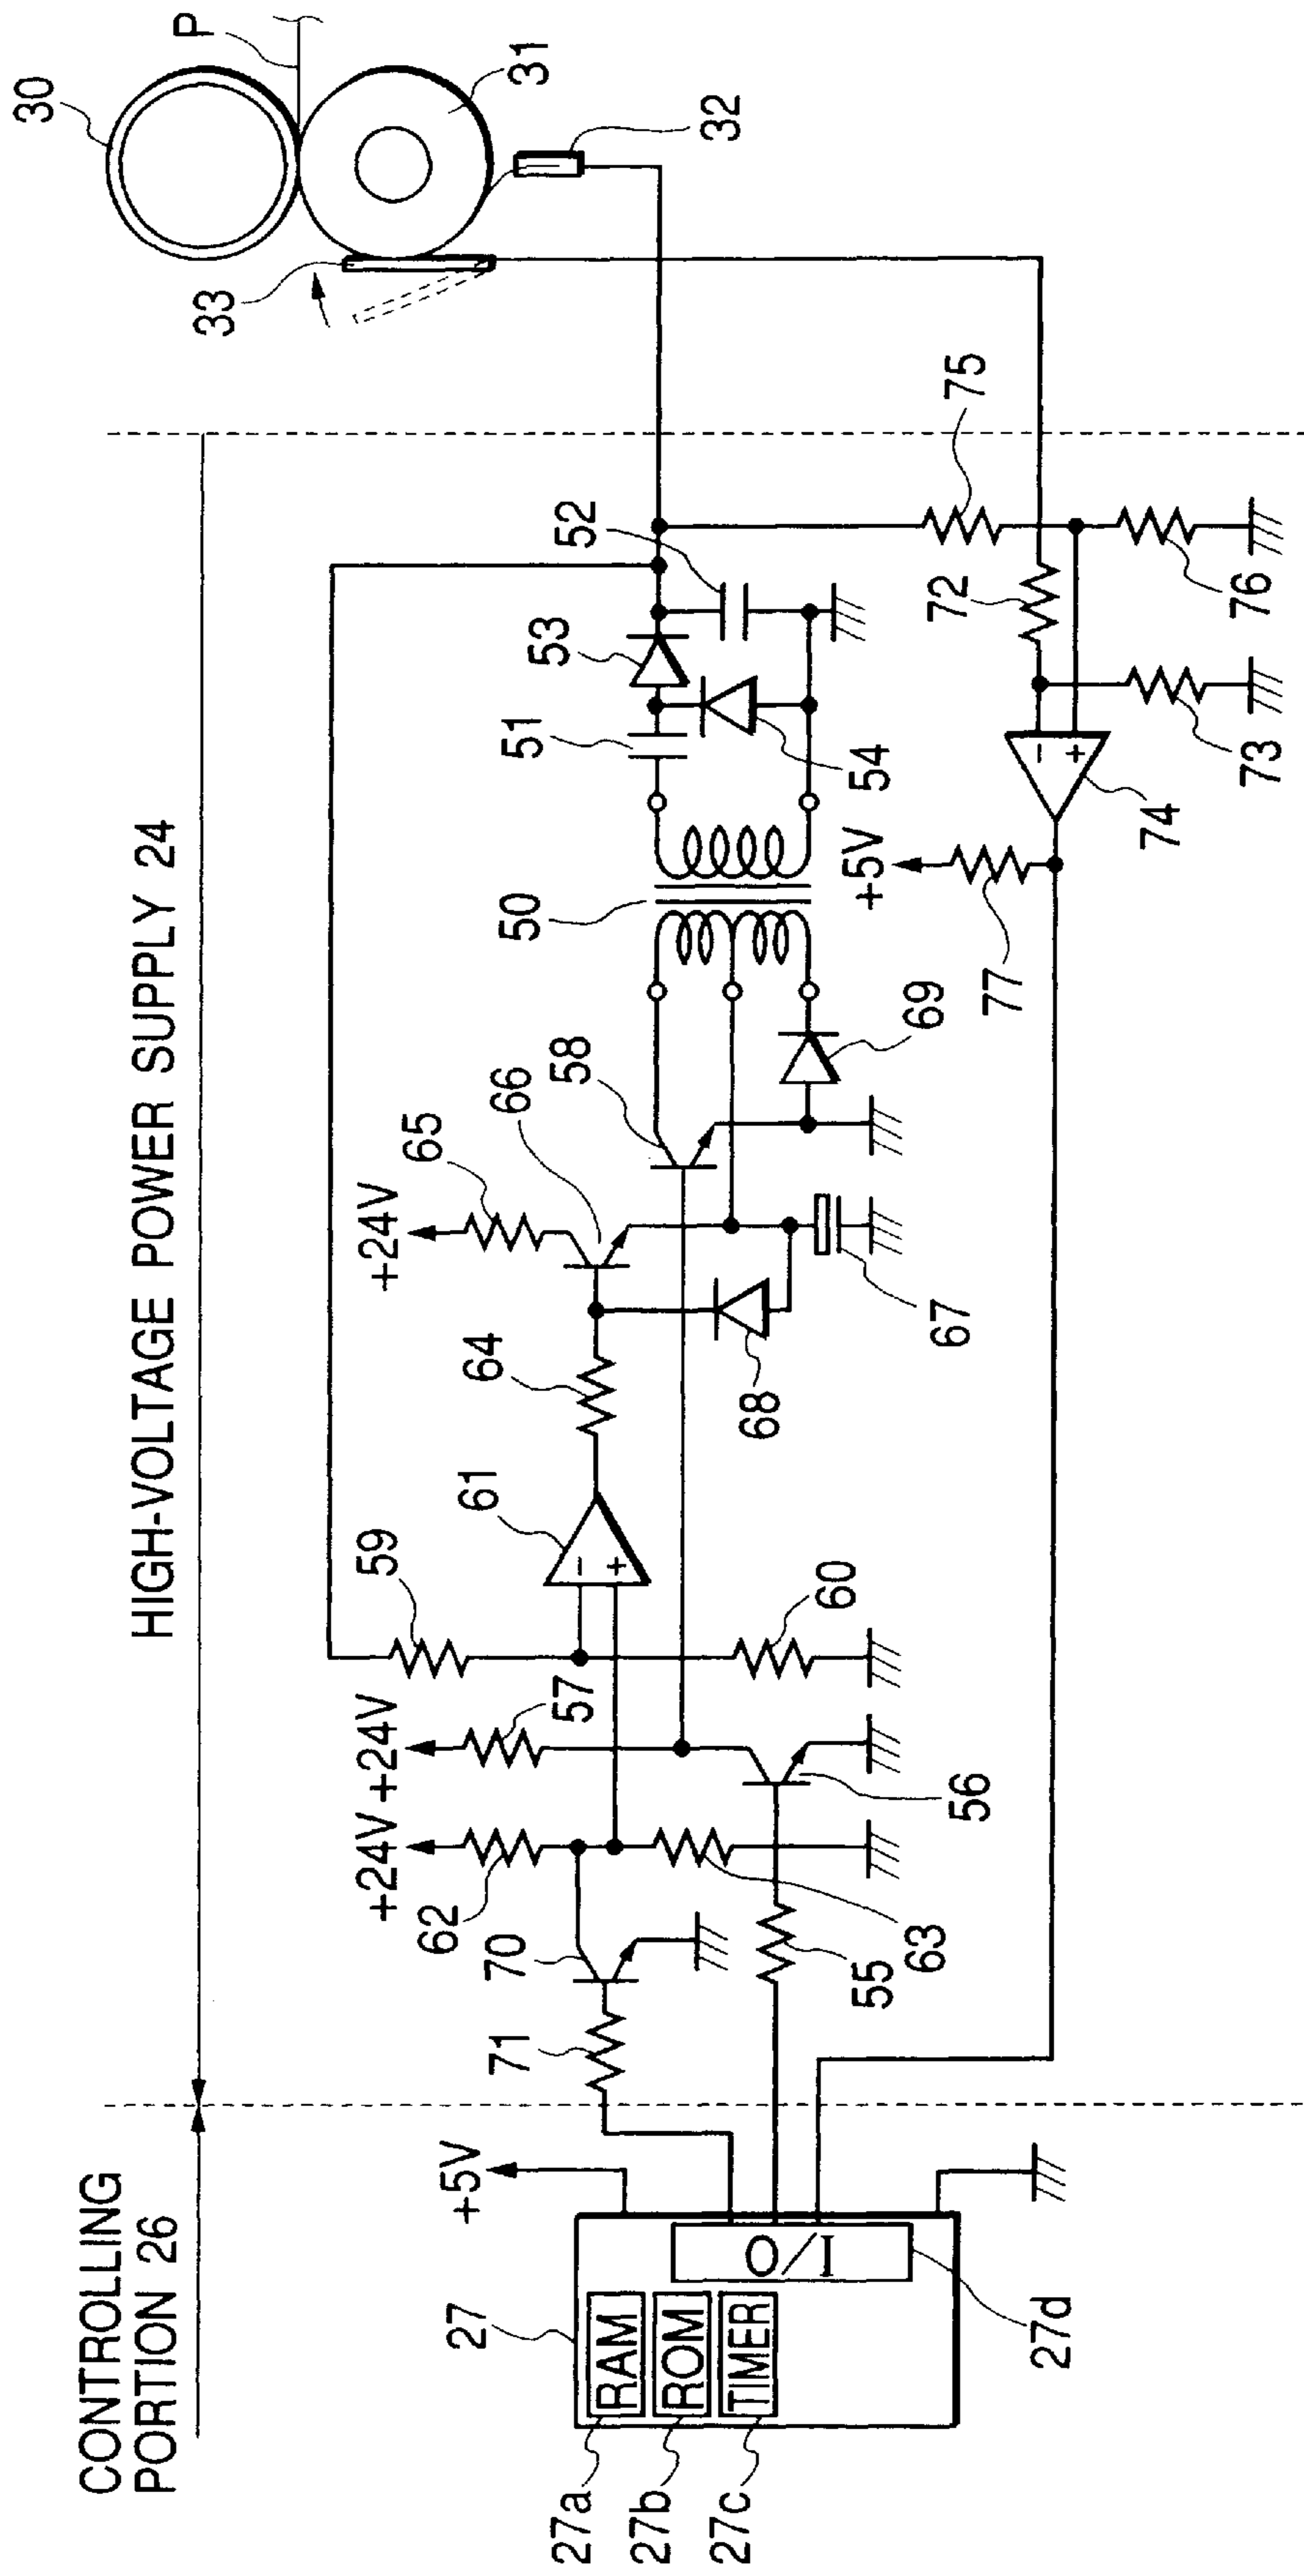 CONTROLLING
PORTION 26
HIGH-VOLTAGE POWER SUPPLY 24
27
+5V
RAM
ROM
TIMER
I/O
27a
27b
27c
27d
71
70
62
+24V
+24V
57
59
63
55
56
60
61
64
65
+24V
66
58
68
67
69
50
51
53
52
54
+5V
77
74
72
73
75
76
-
+
-
+
30
P
31
32
33